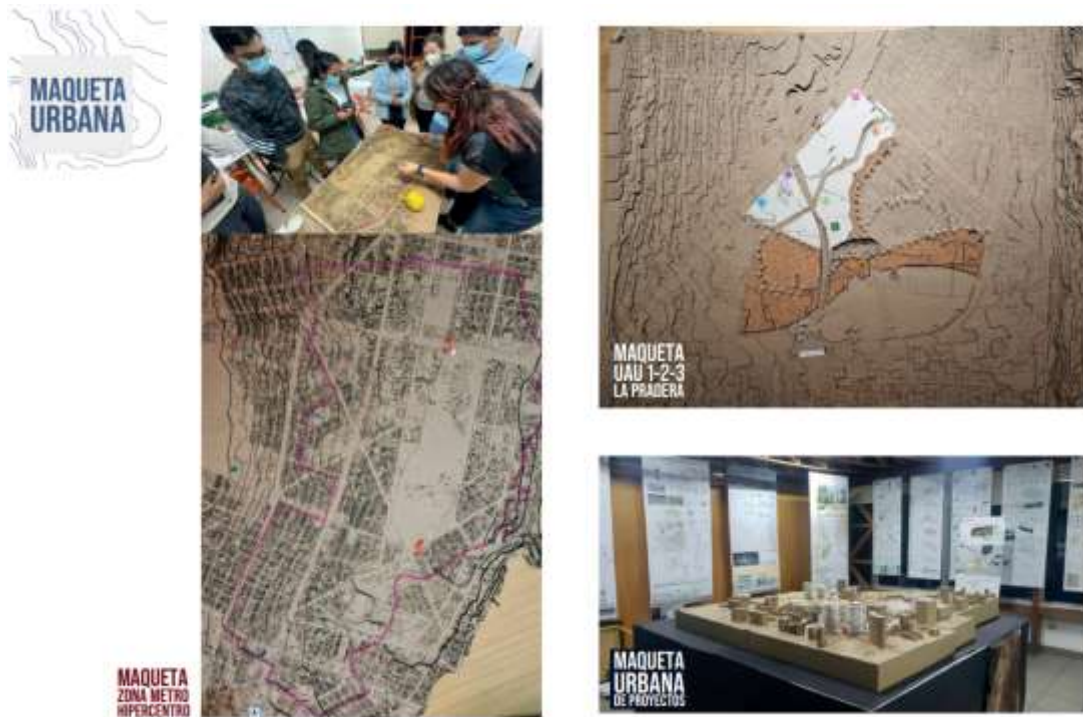 MAQUETA
URBANA
MAQUETA
ZONA METRO
HIPERCENTRO
MAQUETA
UAU 1-2-3
LA PRADERA
MAQUETA
URBANA
DE PROYECTOS